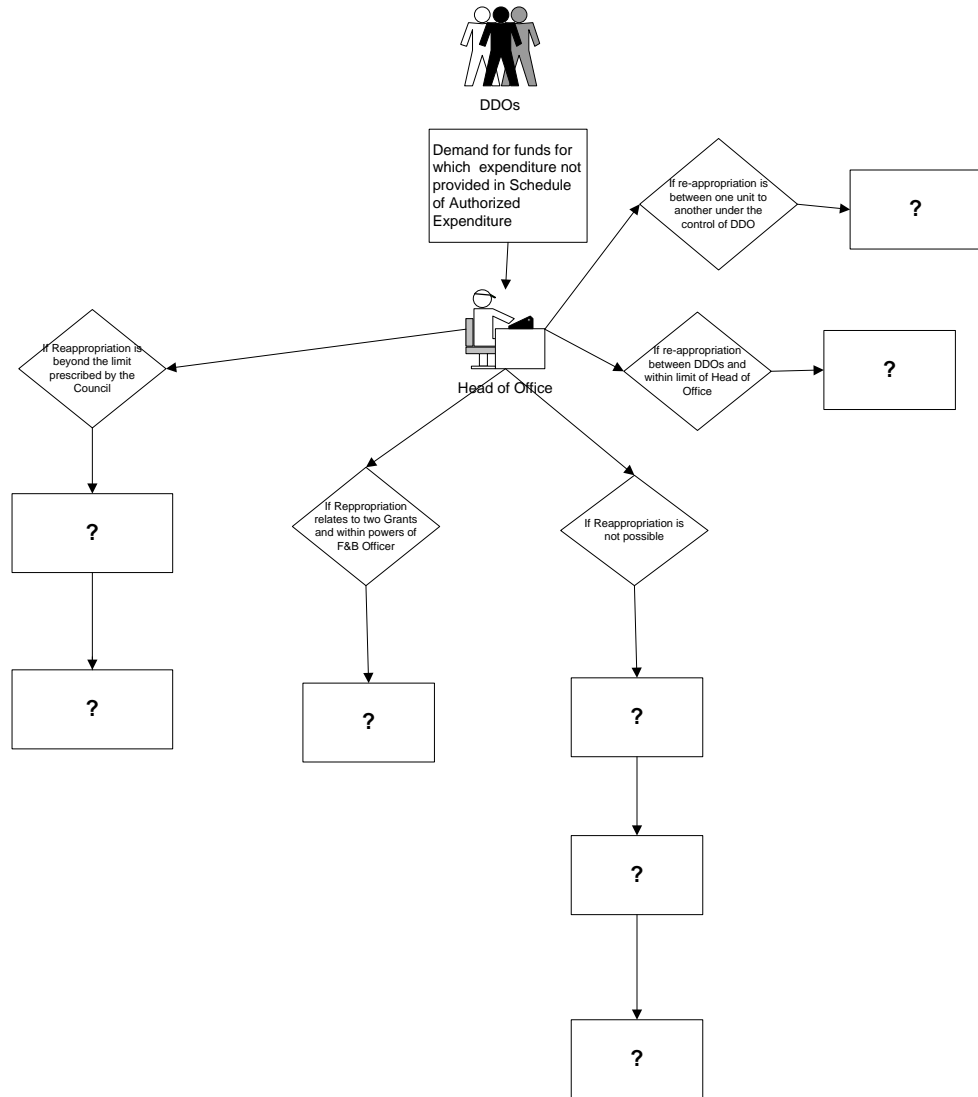 DDOs
Demand for funds for
which expenditure not
provided in Schedule
of Authorized
Expenditure
If re-appropriation is
between one unit to
another under the
control of DDO
?
If Reappropriation is
beyond the limit
prescribed by the
Council
Head of Office
If re-appropriation
between DDOs and
within limit of Head of
Office
?
?
If Reppropriation
relates to two Grants
and within powers of
F&B Officer
If Reappropriation is
not possible
?
?
?
?
?